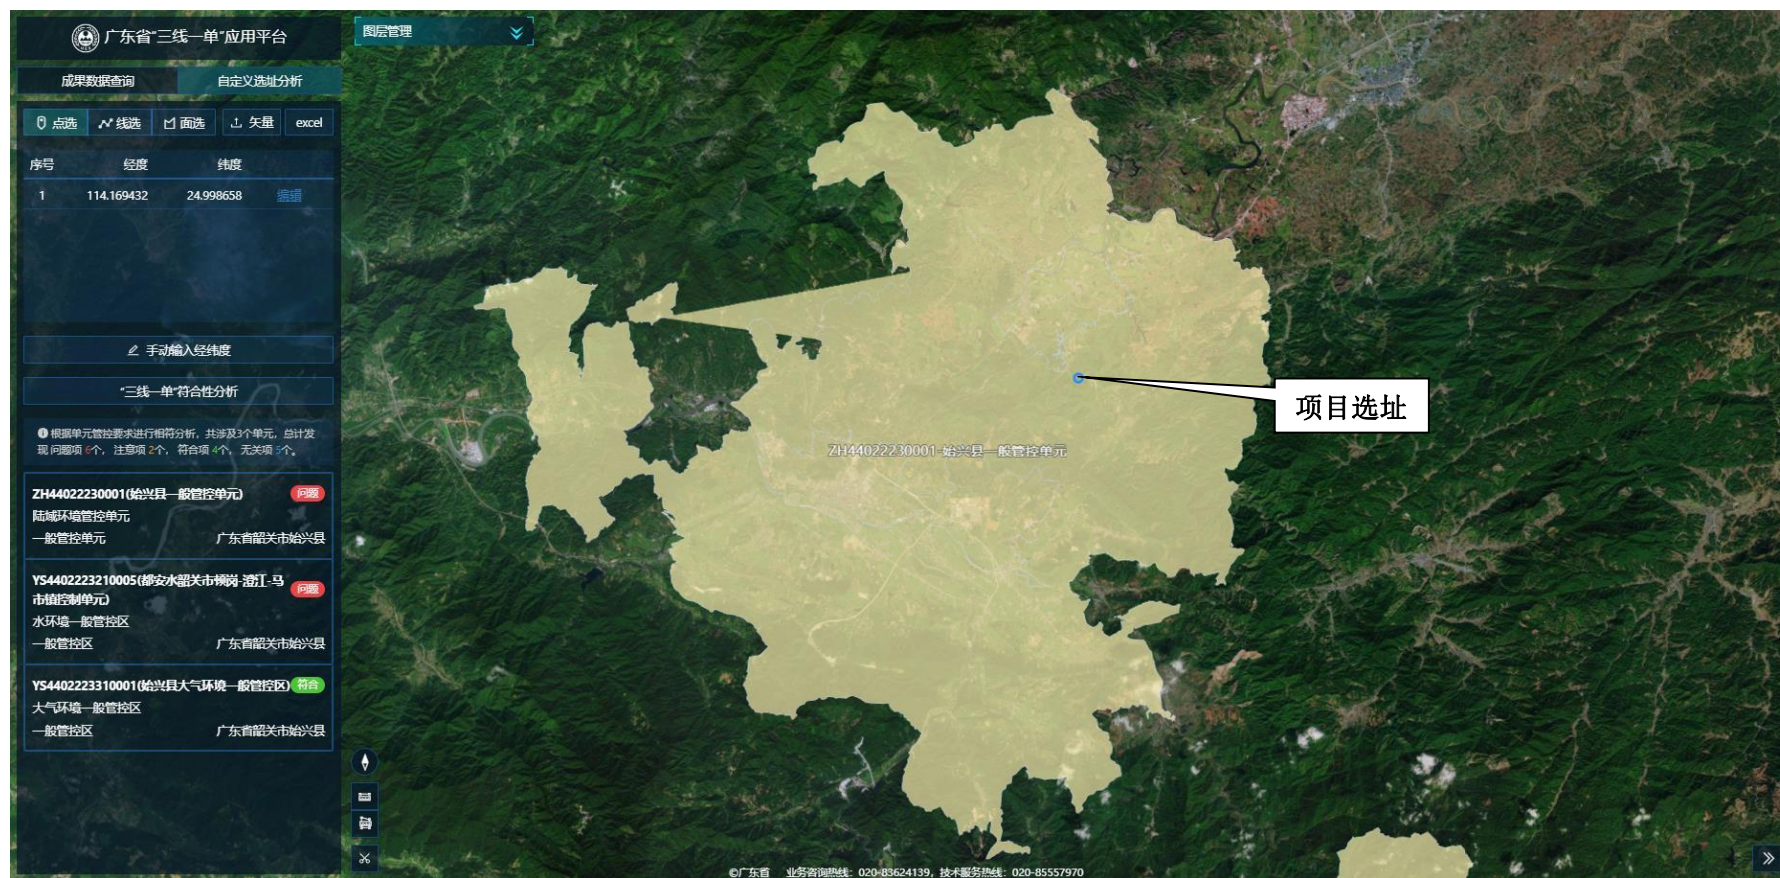 广东省“三线一单”应用平台
成果数据查询 自定义选址分析
点选 线选 面选 矢量 excel
序号 经度 纬度
1 114.169432 24.998658 编辑
手动输入经纬度
“三线一单”符合性分析
根据单元管控要求进行相符分析，共涉及3个单元，总计发
现 问题项 6个， 注意项 2个， 符合项 4个， 无关项 5个。
ZH44022230001(始兴县一般管控单元) 问题
陆域环境管控单元
一般管控单元 广东省韶关市始兴县
YS4402223210005(都安水韶关市顿岗-澄江-马
市镇控制单元) 问题
水环境一般管控区
一般管控区 广东省韶关市始兴县
YS4402223310001(始兴县大气环境一般管控区) 符合
大气环境一般管控区
一般管控区 广东省韶关市始兴县
图层管理
项目选址
ZH44022230001-始兴县一般管控单元
©广东省 业务咨询热线：020-83624139，技术服务热线：020-85557970